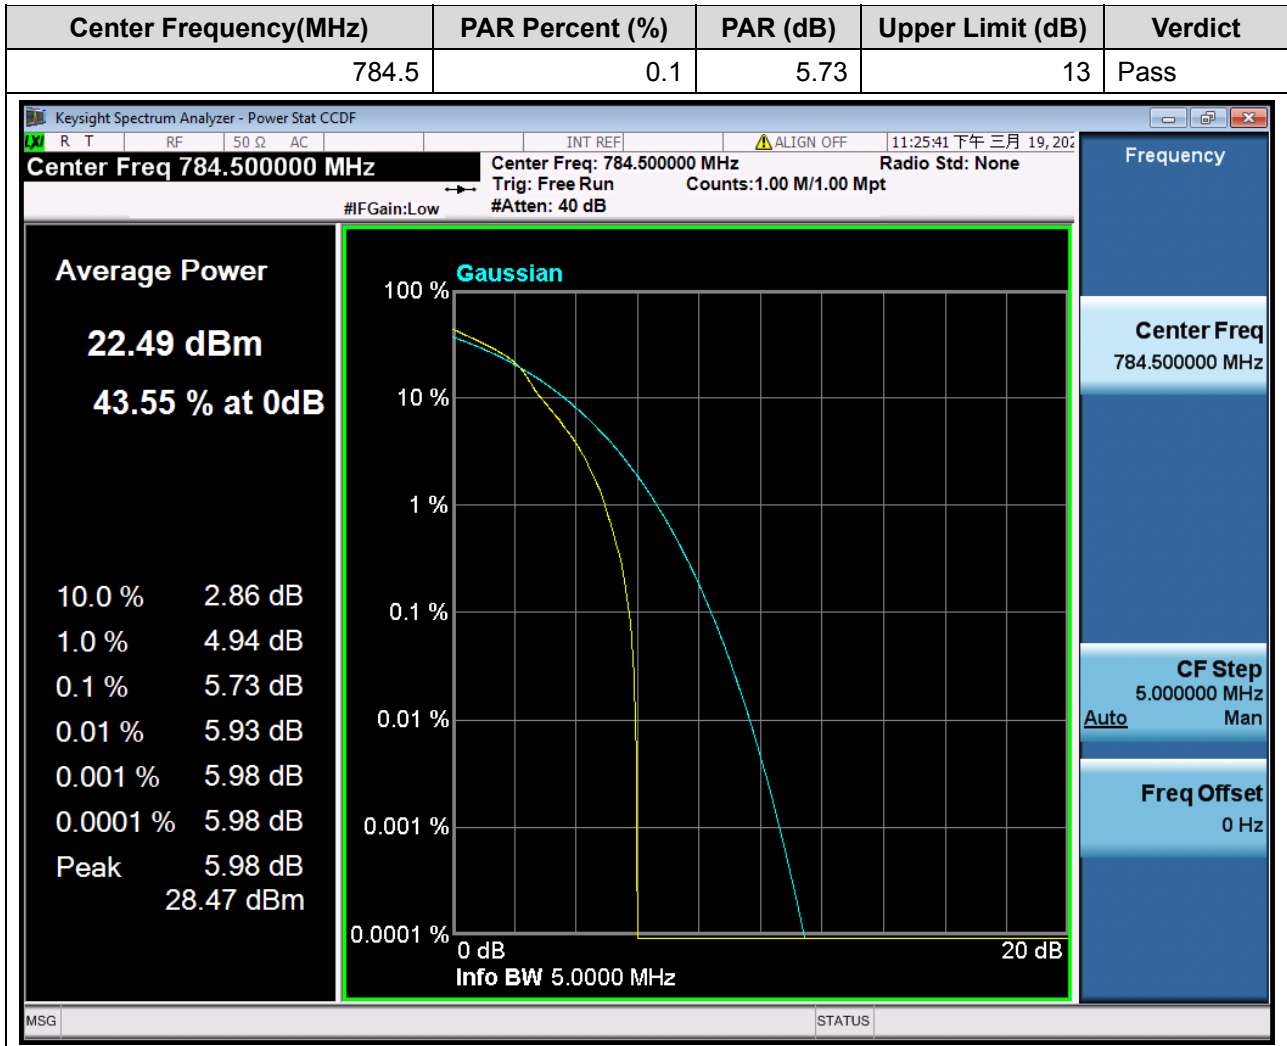 Center Frequency(MHz) PAR Percent (%) PAR (dB) Upper Limit (dB) Verdict
784.5 0.1 5.73 13 Pass
Keysight Spectrum Analyzer - Power Stat CCDF
LXI R T RF 50 Ω AC INT REF ALIGN OFF 11:25:41 下午 三月 19, 202
Center Freq 784.500000 MHz
Center Freq: 784.500000 MHz Radio Std: None
Trig: Free Run Counts:1.00 M/1.00 Mpt
#IFGain:Low #Atten: 40 dB
Frequency
Average Power
22.49 dBm
43.55 % at 0dB
10.0 % 2.86 dB
1.0 % 4.94 dB
0.1 % 5.73 dB
0.01 % 5.93 dB
0.001 % 5.98 dB
0.0001 % 5.98 dB
Peak 5.98 dB
28.47 dBm
Gaussian
100 %
10 %
1 %
0.1 %
0.01 %
0.001 %
0.0001 %
0 dB 20 dB
Info BW 5.0000 MHz
Center Freq
784.500000 MHz
CF Step
5.000000 MHz
Auto Man
Freq Offset
0 Hz
MSG STATUS